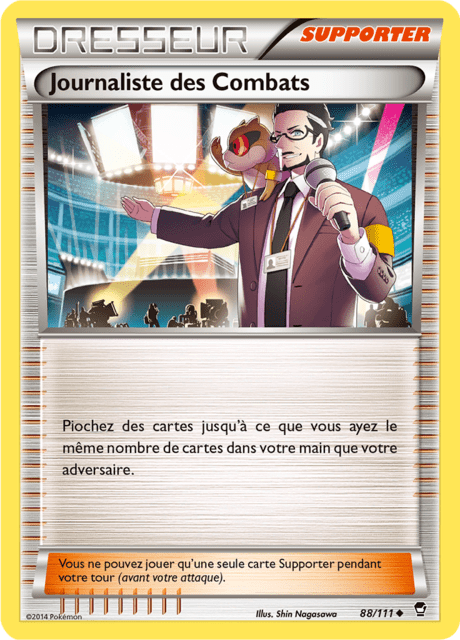 DRESSEUR
SUPPORTER
Journaliste des Combats
Piochez des cartes jusqu'à ce que vous ayez le
même nombre de cartes dans votre main que votre
adversaire.
Vous ne pouvez jouer qu'une seule carte Supporter pendant
votre tour (avant votre attaque).
©2014 Pokémon
Illus. Shin Nagasawa
88/111